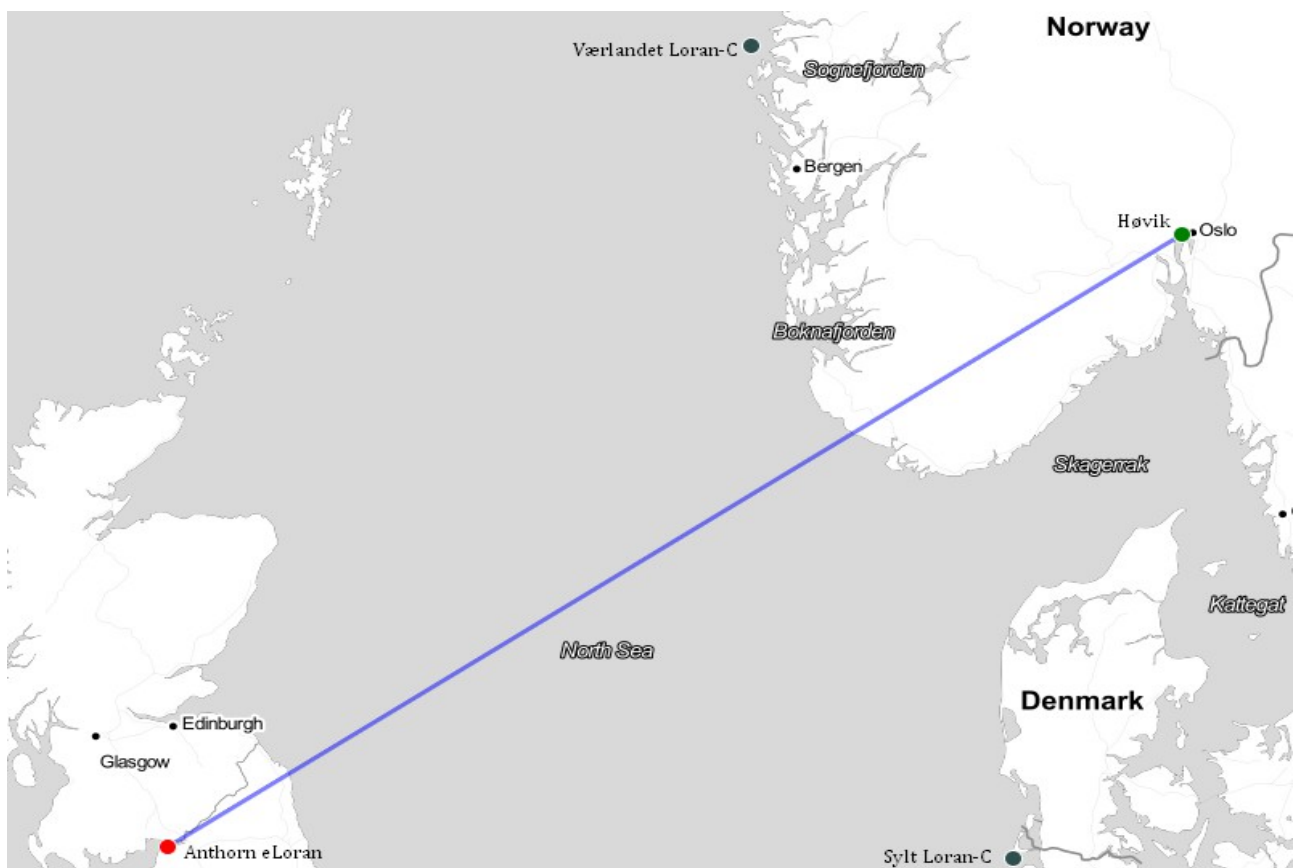 Norway
Værlandet Loran-C
Sognefjorden
Bergen
Høvik
Oslo
Boknafjorden
Skagerrak
Kattegat
North Sea
Denmark
Edinburgh
Glasgow
Anthorn eLoran
Sylt Loran-C